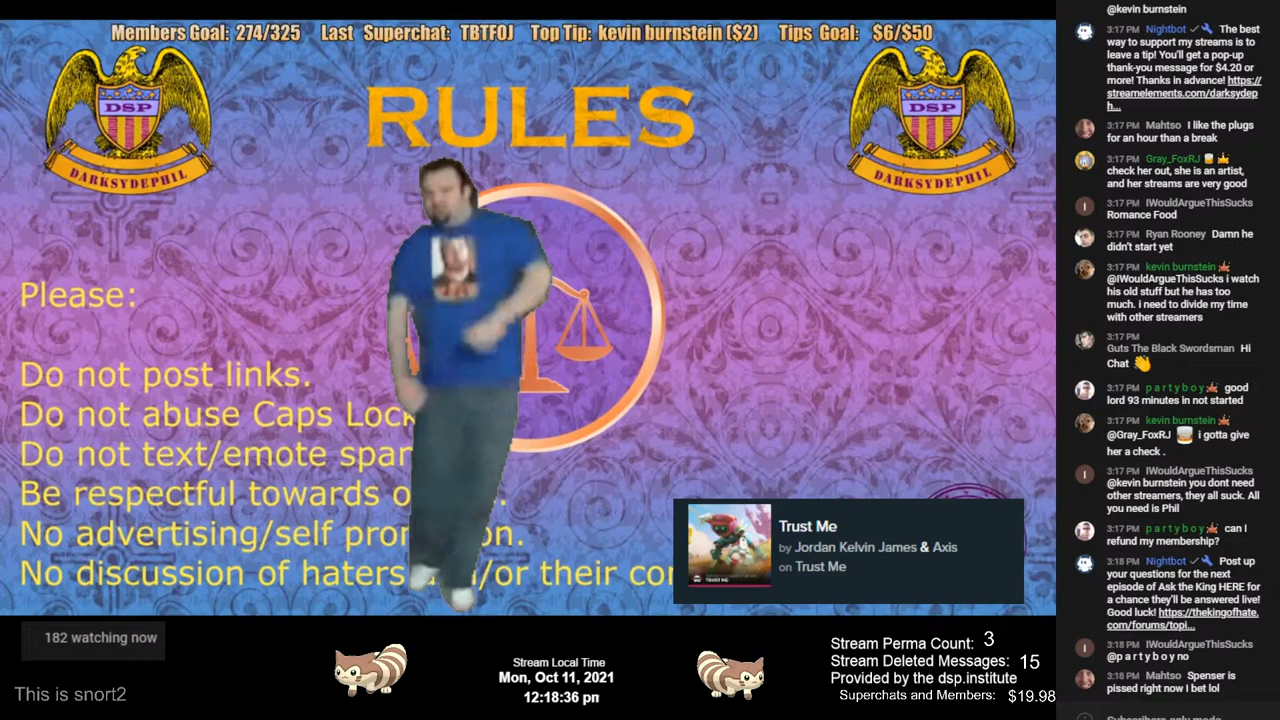 Members Goal: 274/325 Last Superchat: TBTFOJ Top Tip: kevin burnstein ($2) Tips Goal: $6/$50
DSP
DARKSYDEPHIL
RULES
DSP
DARKSYDEPHIL
Please:
Do not post links.
Do not abuse Caps Lock
Do not text/emote spam
Be respectful towards
No advertising/self
No discussion of haters and/or their
Trust Me
by Jordan Kelvin James & Axis
on Trust Me
TRUST ME
182 watching now
This is snort2
Stream Local Time
Mon, Oct 11, 2021
12:18:36 pm
Stream Perma Count: 3
Stream Deleted Messages: 15
Provided by the dsp.institute
Superchats and Members: $19.98
@kevin burnstein
3:17 PM Nightbot The best
way to support my streams is to
leave a tip! You'll get a pop-up
thank-you message for $4.20 or
more! Thanks in advance! https:/
/streamelements.com/darksydep
h...
3:17 PM Mahtso I like the plugs
for an hour than a break
3:17 PM Gray_FoxRJ
check her out, she is an artist,
and her streams are very good
3:17 PM IWouldArgueThisSucks
Romance Food
3:17 PM Ryan Rooney Damn he
didn't start yet
3:17 PM kevin burnstein
@IWouldArgueThisSucks i watch
his old stuff but he has too
much. i need to divide my time
with other streamers
3:17 PM
Guts The Black Swordsman Hi
Chat 👋
3:17 PM p a r t y b o y good
lord 93 minutes in not started
3:17 PM kevin burnstein
@Gray_FoxRJ 🥃 i gotta give
her a check .
3:17 PM IWouldArgueThisSucks
@kevin burnstein you dont need
other streamers, they all suck. All
you need is Phil
3:17 PM p a r t y b o y can I
refund my membership?
3:18 PM Nightbot Post up
your questions for the next
episode of Ask the King HERE for
a chance they'll be answered live!
Good luck! https://thekingofhate.
com/forums/topi...
3:18 PM IWouldArgueThisSucks
@p a r t y b o y no
3:18 PM Mahtso Spenser is
pissed right now I bet lol
Subscribers-only mode